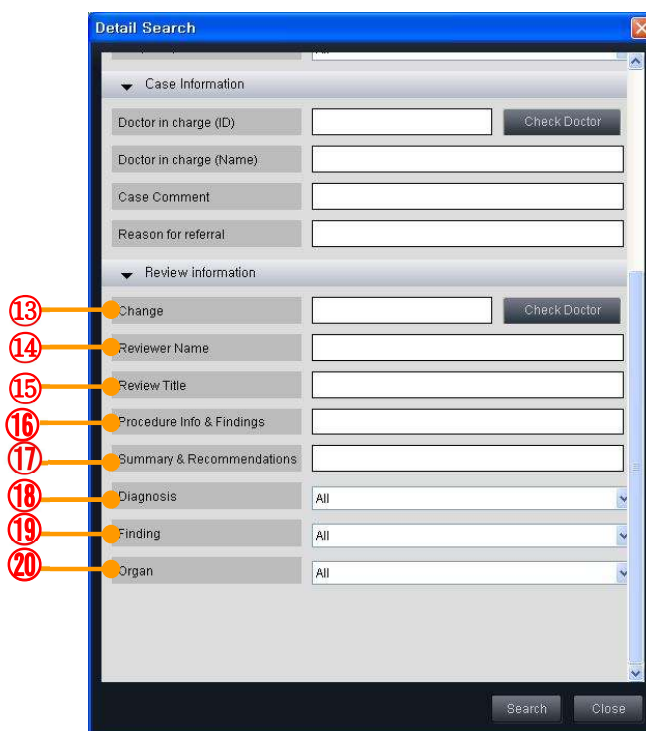 Detail Search
Case Information
Doctor in charge (ID) Check Doctor
Doctor in charge (Name)
Case Comment
Reason for referral
Review information
⑬ Change Check Doctor
⑭ Reviewer Name
⑮ Review Title
⑯ Procedure Info & Findings
⑰ Summary & Recommendations
⑱ Diagnosis All
⑲ Finding All
⑳ Organ All
Search Close